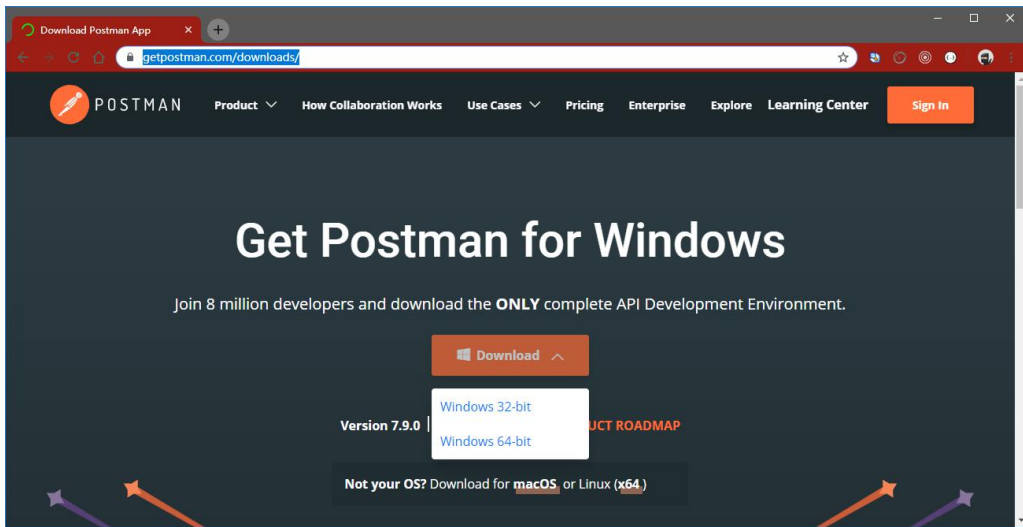 Download Postman App
getpostman.com/downloads/
POSTMAN Product How Collaboration Works Use Cases Pricing Enterprise Explore Learning Center Sign In
Get Postman for Windows
Join 8 million developers and download the ONLY complete API Development Environment.
Download
Windows 32-bit
Windows 64-bit
Version 7.9.0 | UCT ROADMAP
Not your OS? Download for macOS or Linux (x64)